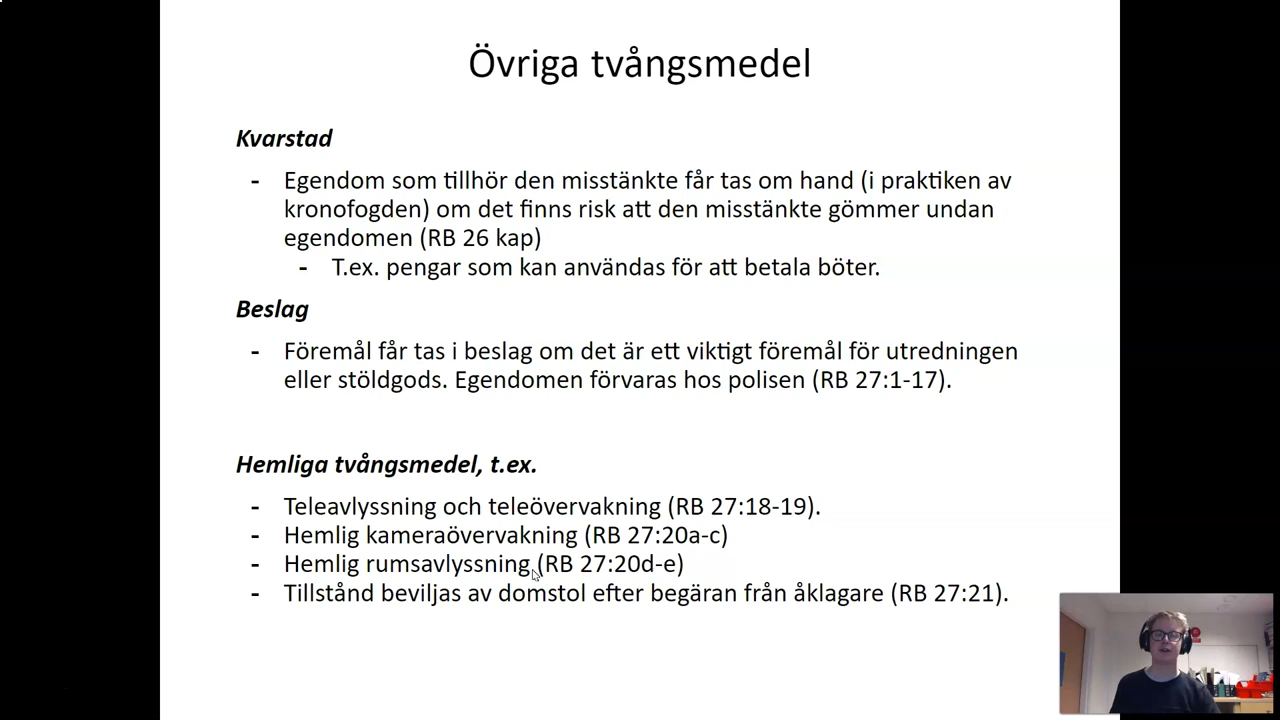 Övriga tvångsmedel
Kvarstad
- Egendom som tillhör den misstänkte får tas om hand (i praktiken av
kronofogden) om det finns risk att den misstänkte gömmer undan
egendomen (RB 26 kap)
- T.ex. pengar som kan användas för att betala böter.
Beslag
- Föremål får tas i beslag om det är ett viktigt föremål för utredningen
eller stöldgods. Egendomen förvaras hos polisen (RB 27:1-17).
Hemliga tvångsmedel, t.ex.
- Teleavlyssning och teleövervakning (RB 27:18-19).
- Hemlig kameraövervakning (RB 27:20a-c)
- Hemlig rumsavlyssning (RB 27:20d-e)
- Tillstånd beviljas av domstol efter begäran från åklagare (RB 27:21).